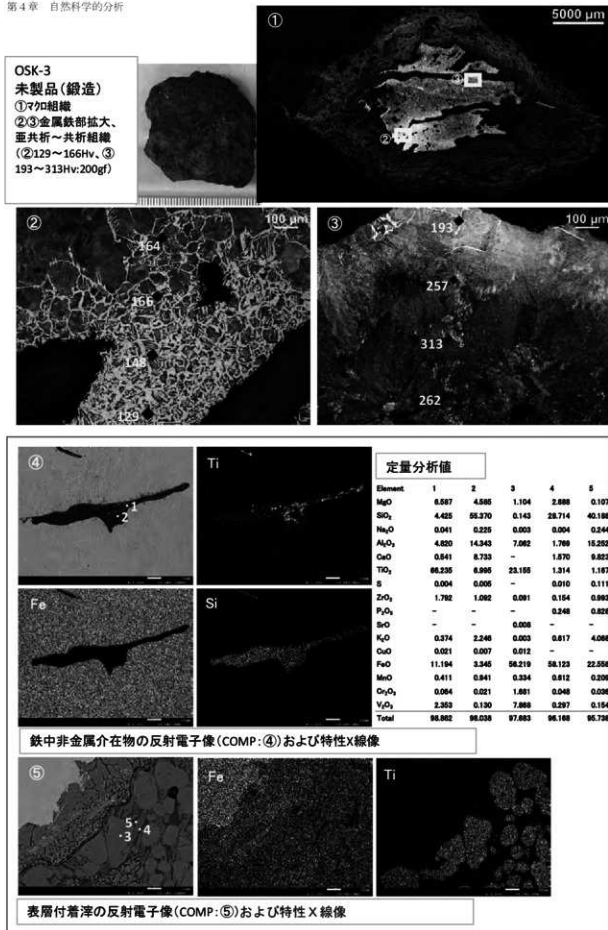 第4章 自然科学的分析
OSK-3
未製品(鍛造)
①マクロ組織
②③金属鉄部拡大、
亜共析~共析組織
(②129~166Hv、③
193~313Hv:200gf)
①
5000 μm
③
②
②
100 μm
164
166
148
129
③
100 μm
193
257
313
262
④
1
2
Ti
Fe
Si
定量分析値
Element 1 2 3 4 5
MgO 6.587 4.585 1.104 2.888 0.107
SiO₂ 4.425 55.370 0.143 28.714 40.188
Na₂O 0.041 0.225 0.003 0.004 0.244
Al₂O₃ 4.820 14.343 7.062 1.769 15.252
CaO 0.541 8.733 - 1.570 9.823
TiO₂ 66.235 6.995 23.155 1.314 1.167
S 0.004 0.005 - 0.010 0.111
ZrO₂ 1.792 1.092 0.091 0.154 0.993
P₂O₅ - - - 0.248 0.828
SrO - - 0.008 - -
K₂O 0.374 2.246 0.003 0.617 4.068
CuO 0.021 0.007 0.012 - -
FeO 11.194 3.345 56.219 58.123 22.558
MnO 0.411 0.841 0.334 0.612 0.209
Cr₂O₃ 0.064 0.021 1.681 0.048 0.036
V₂O₃ 2.353 0.130 7.868 0.297 0.154
Total 98.862 98.038 97.683 96.168 95.738
鉄中非金属介在物の反射電子像(COMP:④)および特性X線像
⑤
5
4
3
Fe
Ti
表層付着滓の反射電子像(COMP:⑤)および特性X線像